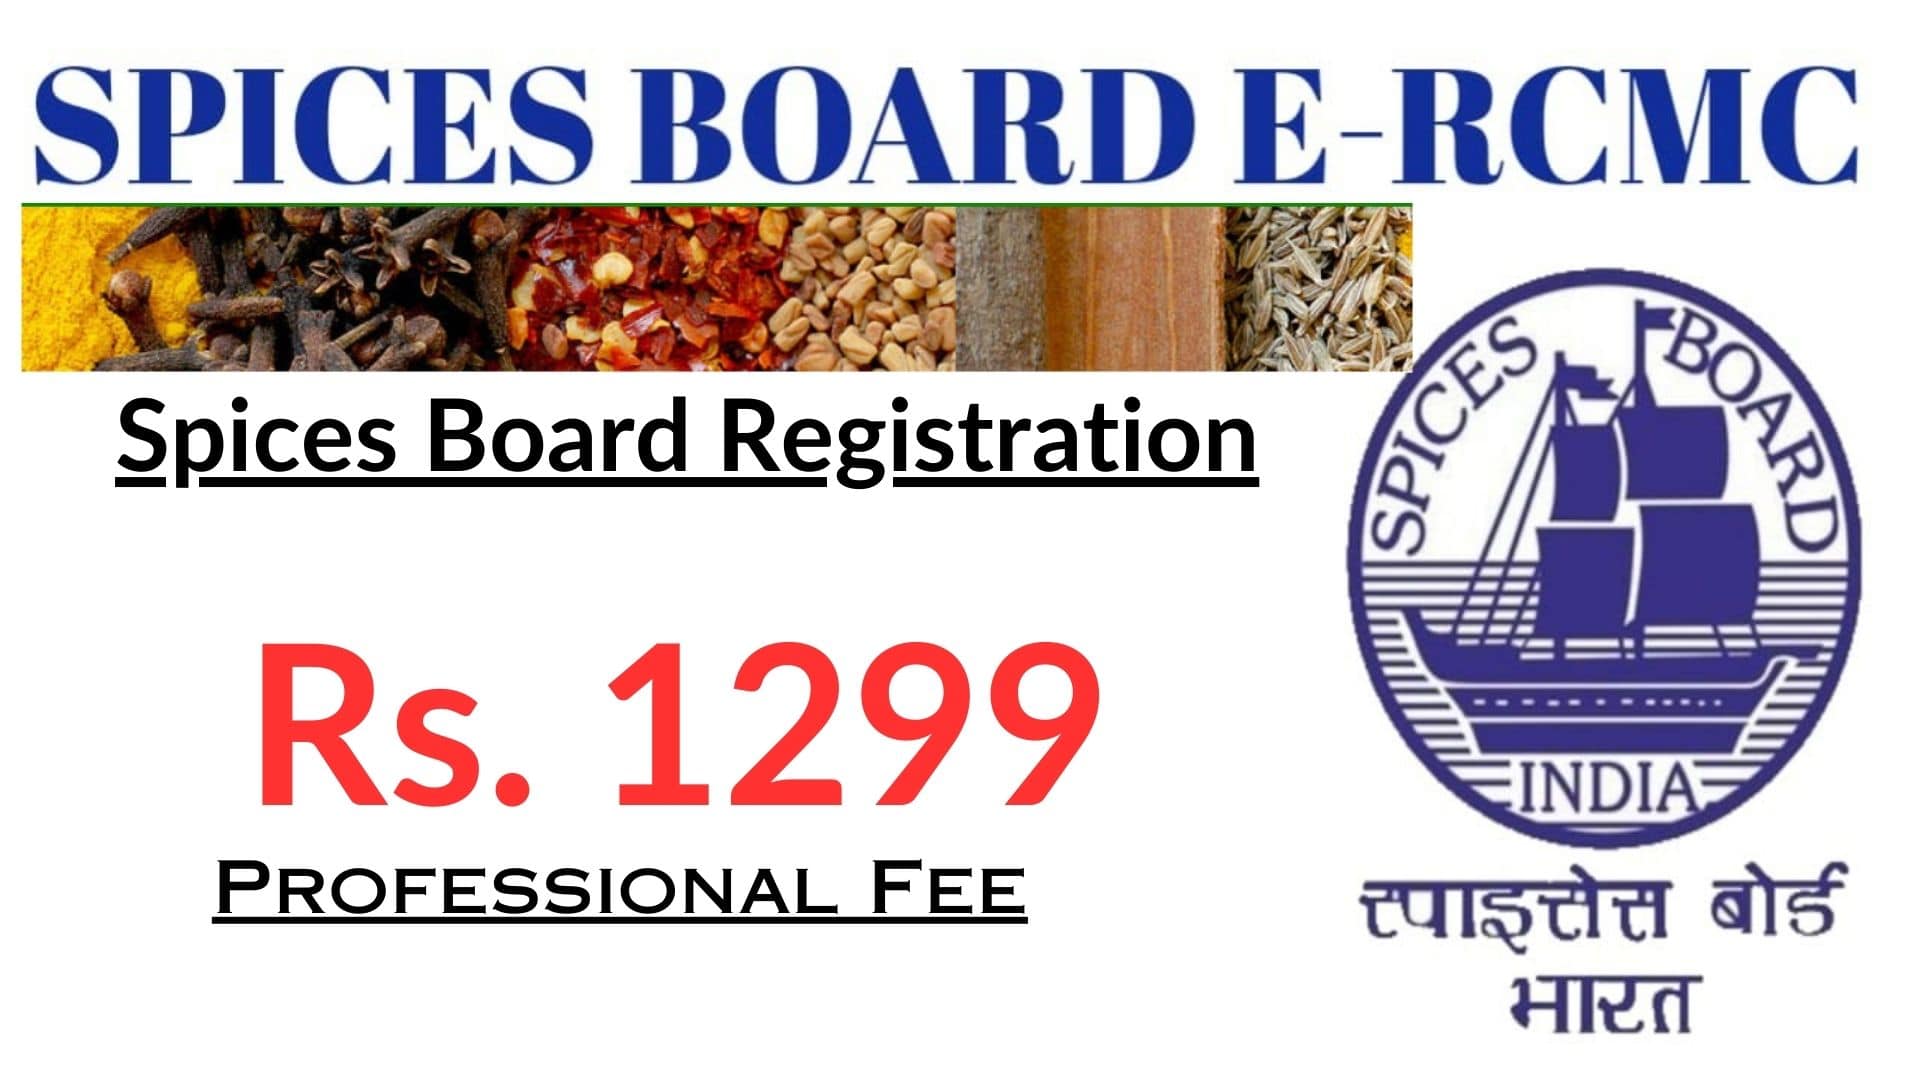 SPICES BOARD E-RCMC
Spices Board Registration
Rs. 1299
PROFESSIONAL FEE
SPICES BOARD
INDIA
स्पाइसेस बोर्ड
भारत